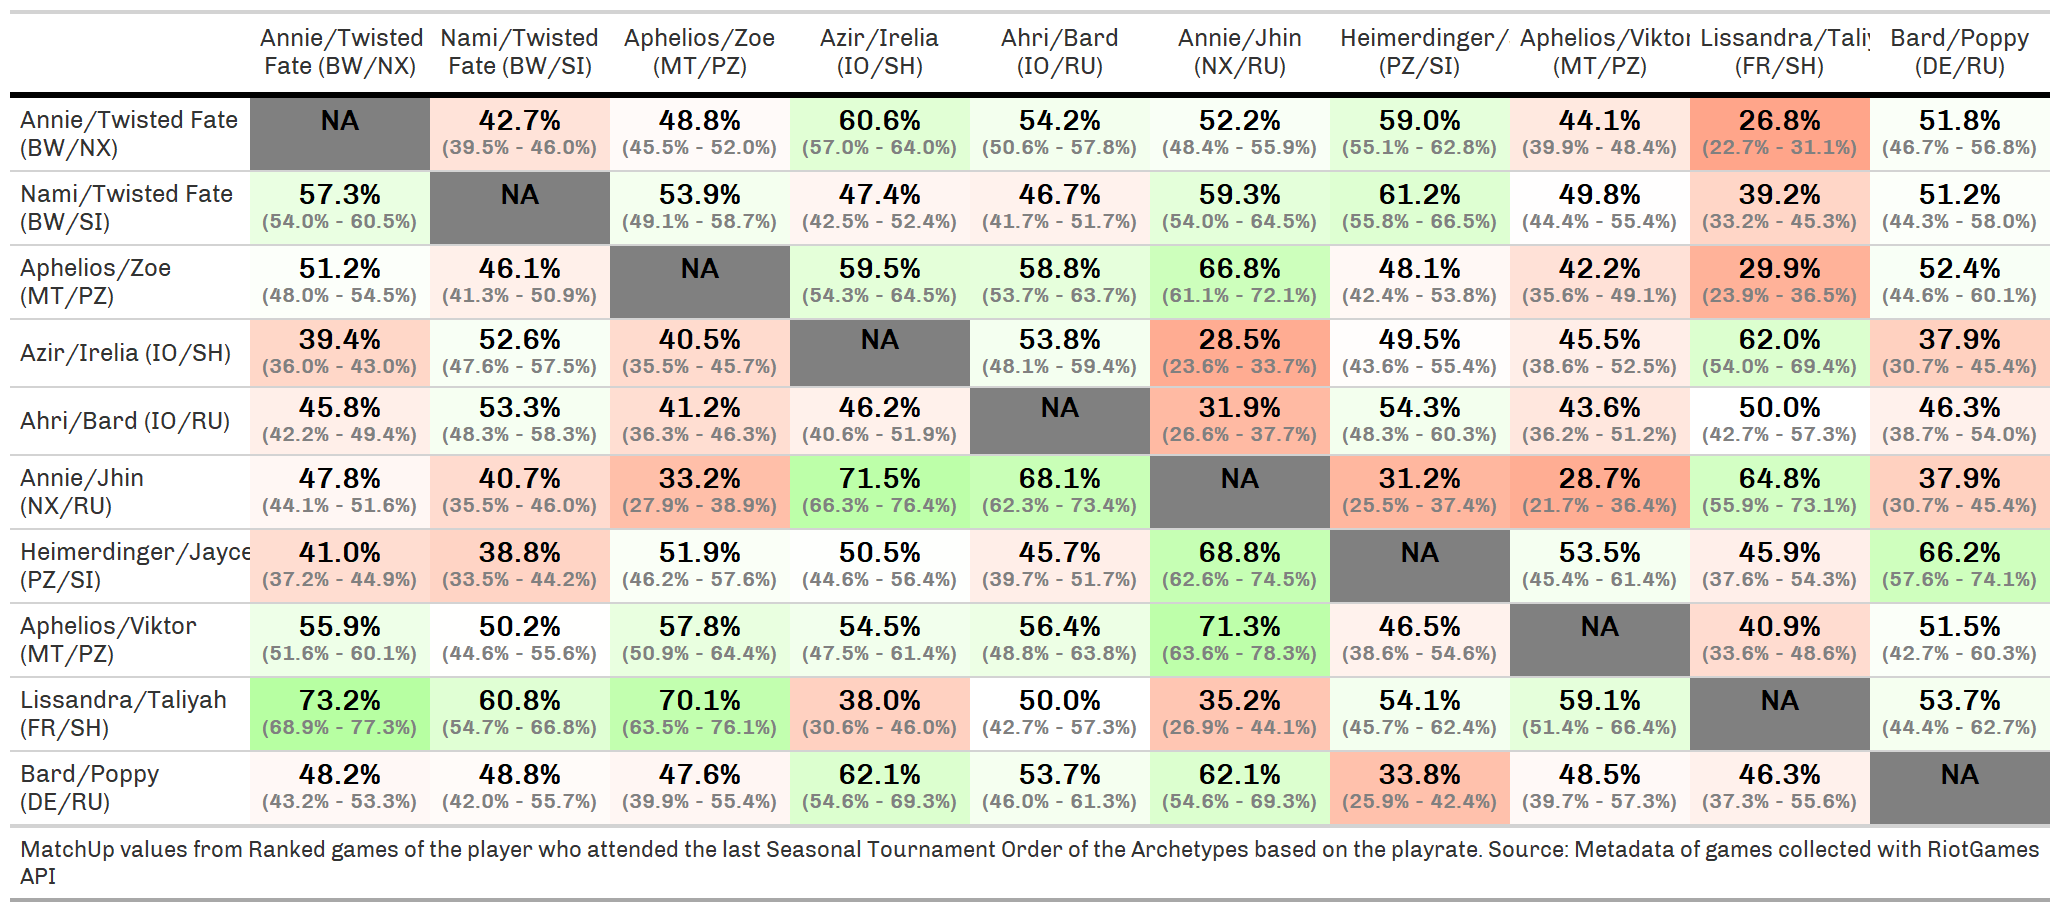 Annie/Twisted Fate (BW/NX) Nami/Twisted Fate (BW/SI) Aphelios/Zoe (MT/PZ) Azir/Irelia (IO/SH) Ahri/Bard (IO/RU) Annie/Jhin (NX/RU) Heimerdinger/ (PZ/SI) Aphelios/Viktor (MT/PZ) Lissandra/Taliy (FR/SH) Bard/Poppy (DE/RU)
Annie/Twisted Fate (BW/NX) NA 42.7% 48.8% 60.6% 54.2% 52.2% 59.0% 44.1% 26.8% 51.8%
(39.5% - 46.0%) (45.5% - 52.0%) (57.0% - 64.0%) (50.6% - 57.8%) (48.4% - 55.9%) (55.1% - 62.8%) (39.9% - 48.4%) (22.7% - 31.1%) (46.7% - 56.8%)
Nami/Twisted Fate (BW/SI) 57.3% NA 53.9% 47.4% 46.7% 59.3% 61.2% 49.8% 39.2% 51.2%
(54.0% - 60.5%) (49.1% - 58.7%) (42.5% - 52.4%) (41.7% - 51.7%) (54.0% - 64.5%) (55.8% - 66.5%) (44.4% - 55.4%) (33.2% - 45.3%) (44.3% - 58.0%)
Aphelios/Zoe (MT/PZ) 51.2% 46.1% NA 59.5% 58.8% 66.8% 48.1% 42.2% 29.9% 52.4%
(48.0% - 54.5%) (41.3% - 50.9%) (54.3% - 64.5%) (53.7% - 63.7%) (61.1% - 72.1%) (42.4% - 53.8%) (35.6% - 49.1%) (23.9% - 36.5%) (44.6% - 60.1%)
Azir/Irelia (IO/SH) 39.4% 52.6% 40.5% NA 53.8% 28.5% 49.5% 45.5% 62.0% 37.9%
(36.0% - 43.0%) (47.6% - 57.5%) (35.5% - 45.7%) (48.1% - 59.4%) (23.6% - 33.7%) (43.6% - 55.4%) (38.6% - 52.5%) (54.0% - 69.4%) (30.7% - 45.4%)
Ahri/Bard (IO/RU) 45.8% 53.3% 41.2% 46.2% NA 31.9% 54.3% 43.6% 50.0% 46.3%
(42.2% - 49.4%) (48.3% - 58.3%) (36.3% - 46.3%) (40.6% - 51.9%) (26.6% - 37.7%) (48.3% - 60.3%) (36.2% - 51.2%) (42.7% - 57.3%) (38.7% - 54.0%)
Annie/Jhin (NX/RU) 47.8% 40.7% 33.2% 71.5% 68.1% NA 31.2% 28.7% 64.8% 37.9%
(44.1% - 51.6%) (35.5% - 46.0%) (27.9% - 38.9%) (66.3% - 76.4%) (62.3% - 73.4%) (25.5% - 37.4%) (21.7% - 36.4%) (55.9% - 73.1%) (30.7% - 45.4%)
Heimerdinger/Jayce (PZ/SI) 41.0% 38.8% 51.9% 50.5% 45.7% 68.8% NA 53.5% 45.9% 66.2%
(37.2% - 44.9%) (33.5% - 44.2%) (46.2% - 57.6%) (44.6% - 56.4%) (39.7% - 51.7%) (62.6% - 74.5%) (45.4% - 61.4%) (37.6% - 54.3%) (57.6% - 74.1%)
Aphelios/Viktor (MT/PZ) 55.9% 50.2% 57.8% 54.5% 56.4% 71.3% 46.5% NA 40.9% 51.5%
(51.6% - 60.1%) (44.6% - 55.6%) (50.9% - 64.4%) (47.5% - 61.4%) (48.8% - 63.8%) (63.6% - 78.3%) (38.6% - 54.6%) (33.6% - 48.6%) (42.7% - 60.3%)
Lissandra/Taliyah (FR/SH) 73.2% 60.8% 70.1% 38.0% 50.0% 35.2% 54.1% 59.1% NA 53.7%
(68.9% - 77.3%) (54.7% - 66.8%) (63.5% - 76.1%) (30.6% - 46.0%) (42.7% - 57.3%) (26.9% - 44.1%) (45.7% - 62.4%) (51.4% - 66.4%) (44.4% - 62.7%)
Bard/Poppy (DE/RU) 48.2% 48.8% 47.6% 62.1% 53.7% 62.1% 33.8% 48.5% 46.3% NA
(43.2% - 53.3%) (42.0% - 55.7%) (39.9% - 55.4%) (54.6% - 69.3%) (46.0% - 61.3%) (54.6% - 69.3%) (25.9% - 42.4%) (39.7% - 57.3%) (37.3% - 55.6%)
MatchUp values from Ranked games of the player who attended the last Seasonal Tournament Order of the Archetypes based on the playrate. Source: Metadata of games collected with RiotGames
API